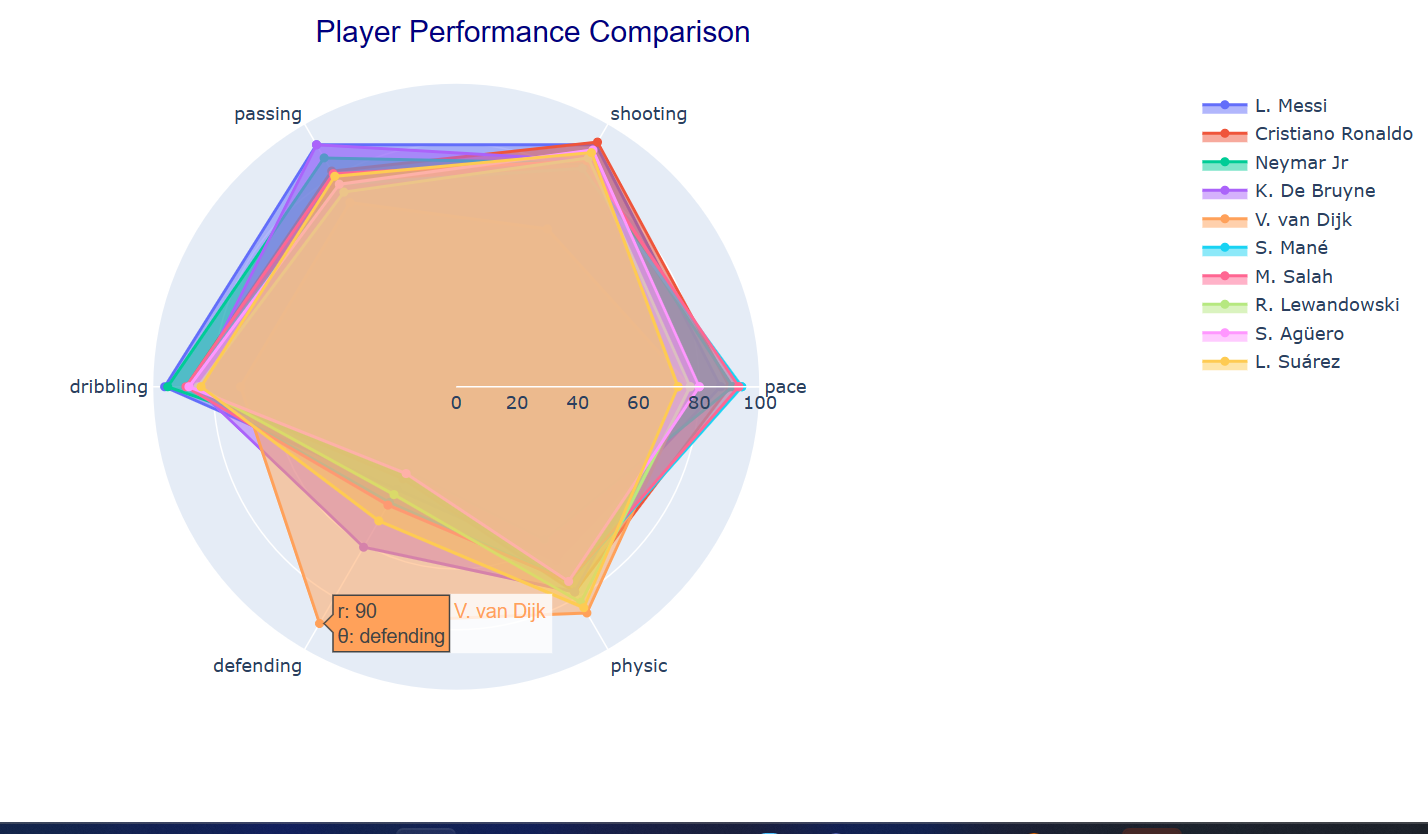 Player Performance Comparison
passing
shooting
dribbling
pace
0 20 40 60 80 100
r: 90
θ: defending
V. van Dijk
defending
physic
L. Messi
Cristiano Ronaldo
Neymar Jr
K. De Bruyne
V. van Dijk
S. Mané
M. Salah
R. Lewandowski
S. Agüero
L. Suárez